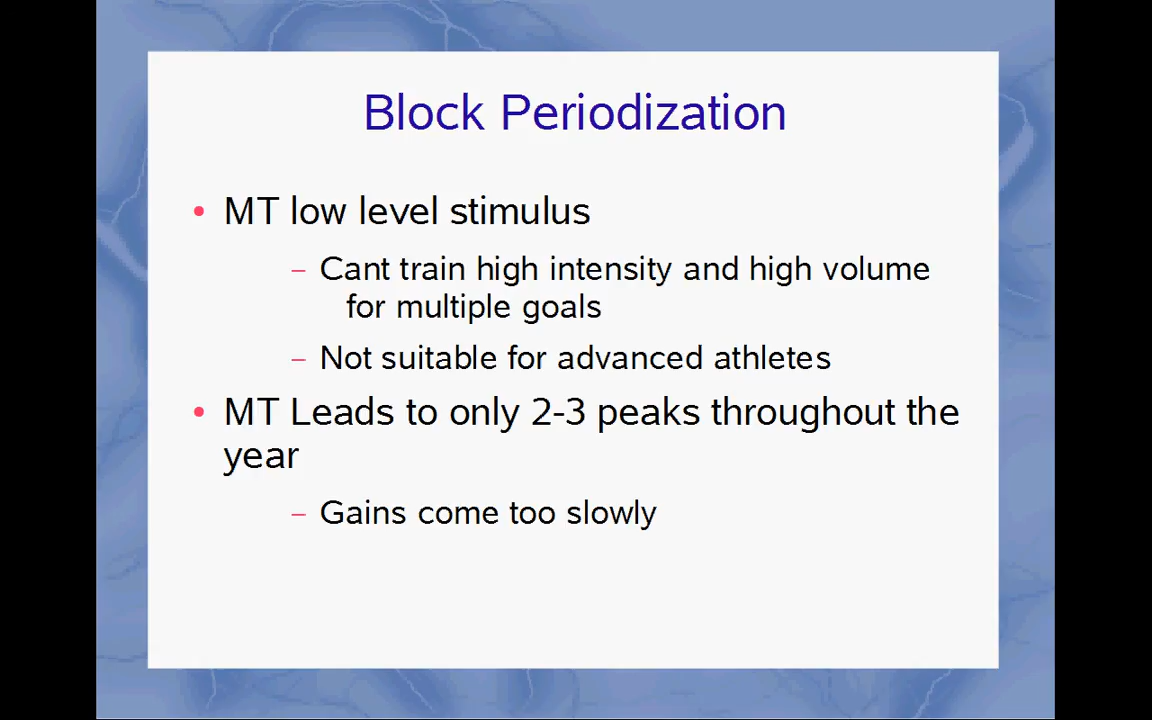 Block Periodization
• MT low level stimulus
– Cant train high intensity and high volume
for multiple goals
– Not suitable for advanced athletes
• MT Leads to only 2-3 peaks throughout the
year
– Gains come too slowly